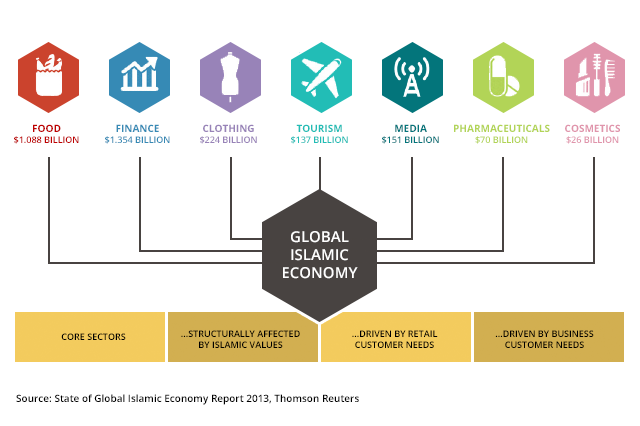 FOOD
$1.088 BILLION
FINANCE
$1.354 BILLION
CLOTHING
$224 BILLION
TOURISM
$137 BILLION
MEDIA
$151 BILLION
PHARMACEUTICALS
$70 BILLION
COSMETICS
$26 BILLION
GLOBAL
ISLAMIC
ECONOMY
CORE SECTORS
...STRUCTURALLY AFFECTED
BY ISLAMIC VALUES
...DRIVEN BY RETAIL
CUSTOMER NEEDS
...DRIVEN BY BUSINESS
CUSTOMER NEEDS
Source: State of Global Islamic Economy Report 2013, Thomson Reuters